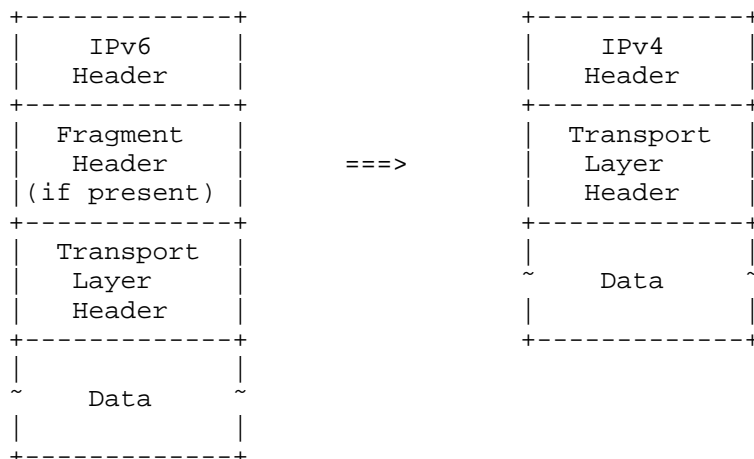 IPv6
Header
Fragment
Header
(if present)
Transport
Layer
Header
Data
===>
IPv4
Header
Transport
Layer
Header
Data